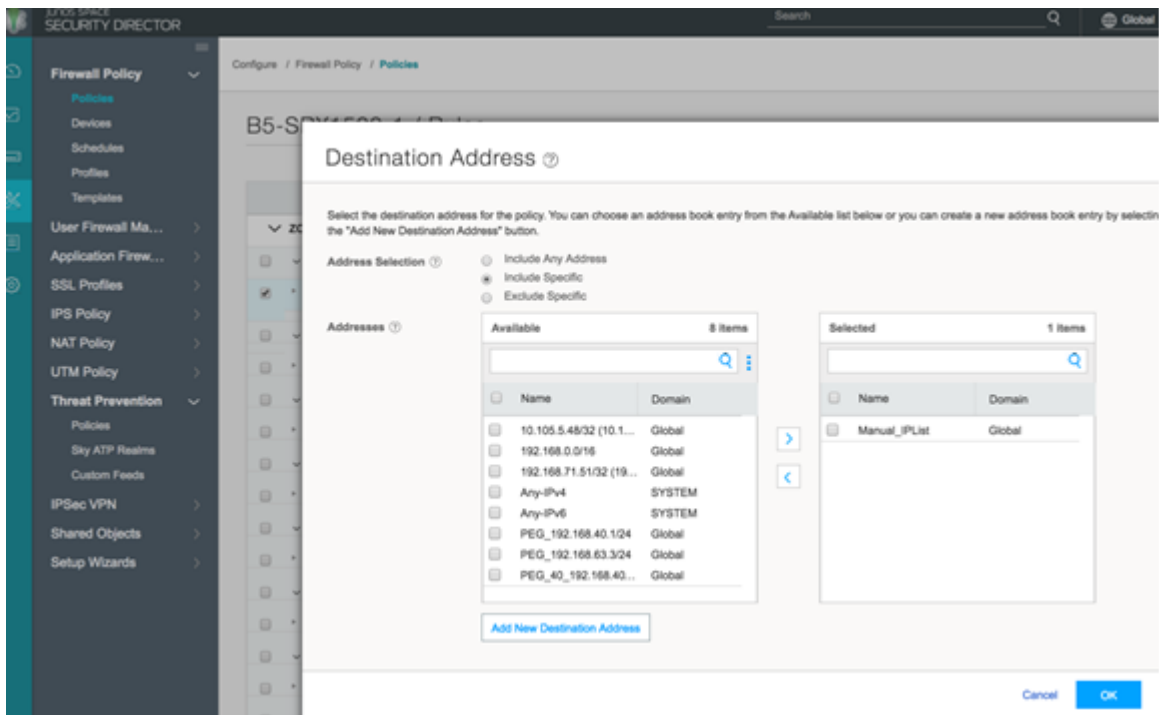 JUNOS SPACE
SECURITY DIRECTOR
Search
Global
Firewall Policy
Policies
Devices
Schedules
Profiles
Templates
User Firewall Ma...
Application Firew...
SSL Profiles
IPS Policy
NAT Policy
UTM Policy
Threat Prevention
Policies
Sky ATP Realms
Custom Feeds
IPSec VPN
Shared Objects
Setup Wizards
Configure / Firewall Policy / Policies
Destination Address ?
Select the destination address for the policy. You can choose an address book entry from the Available list below or you can create a new address book entry by selectin
the "Add New Destination Address" button.
Address Selection ?
Include Any Address
Include Specific
Exclude Specific
Addresses ?
Available 8 items
Name Domain
10.105.5.48/32 (10.1... Global
192.168.0.0/16 Global
192.168.71.51/32 (19... Global
Any-IPv4 SYSTEM
Any-IPv6 SYSTEM
PEG_192.168.40.1/24 Global
PEG_192.168.63.3/24 Global
PEG_40_192.168.40... Global
Selected 1 items
Name Domain
Manual_IPList Global
Add New Destination Address
Cancel OK